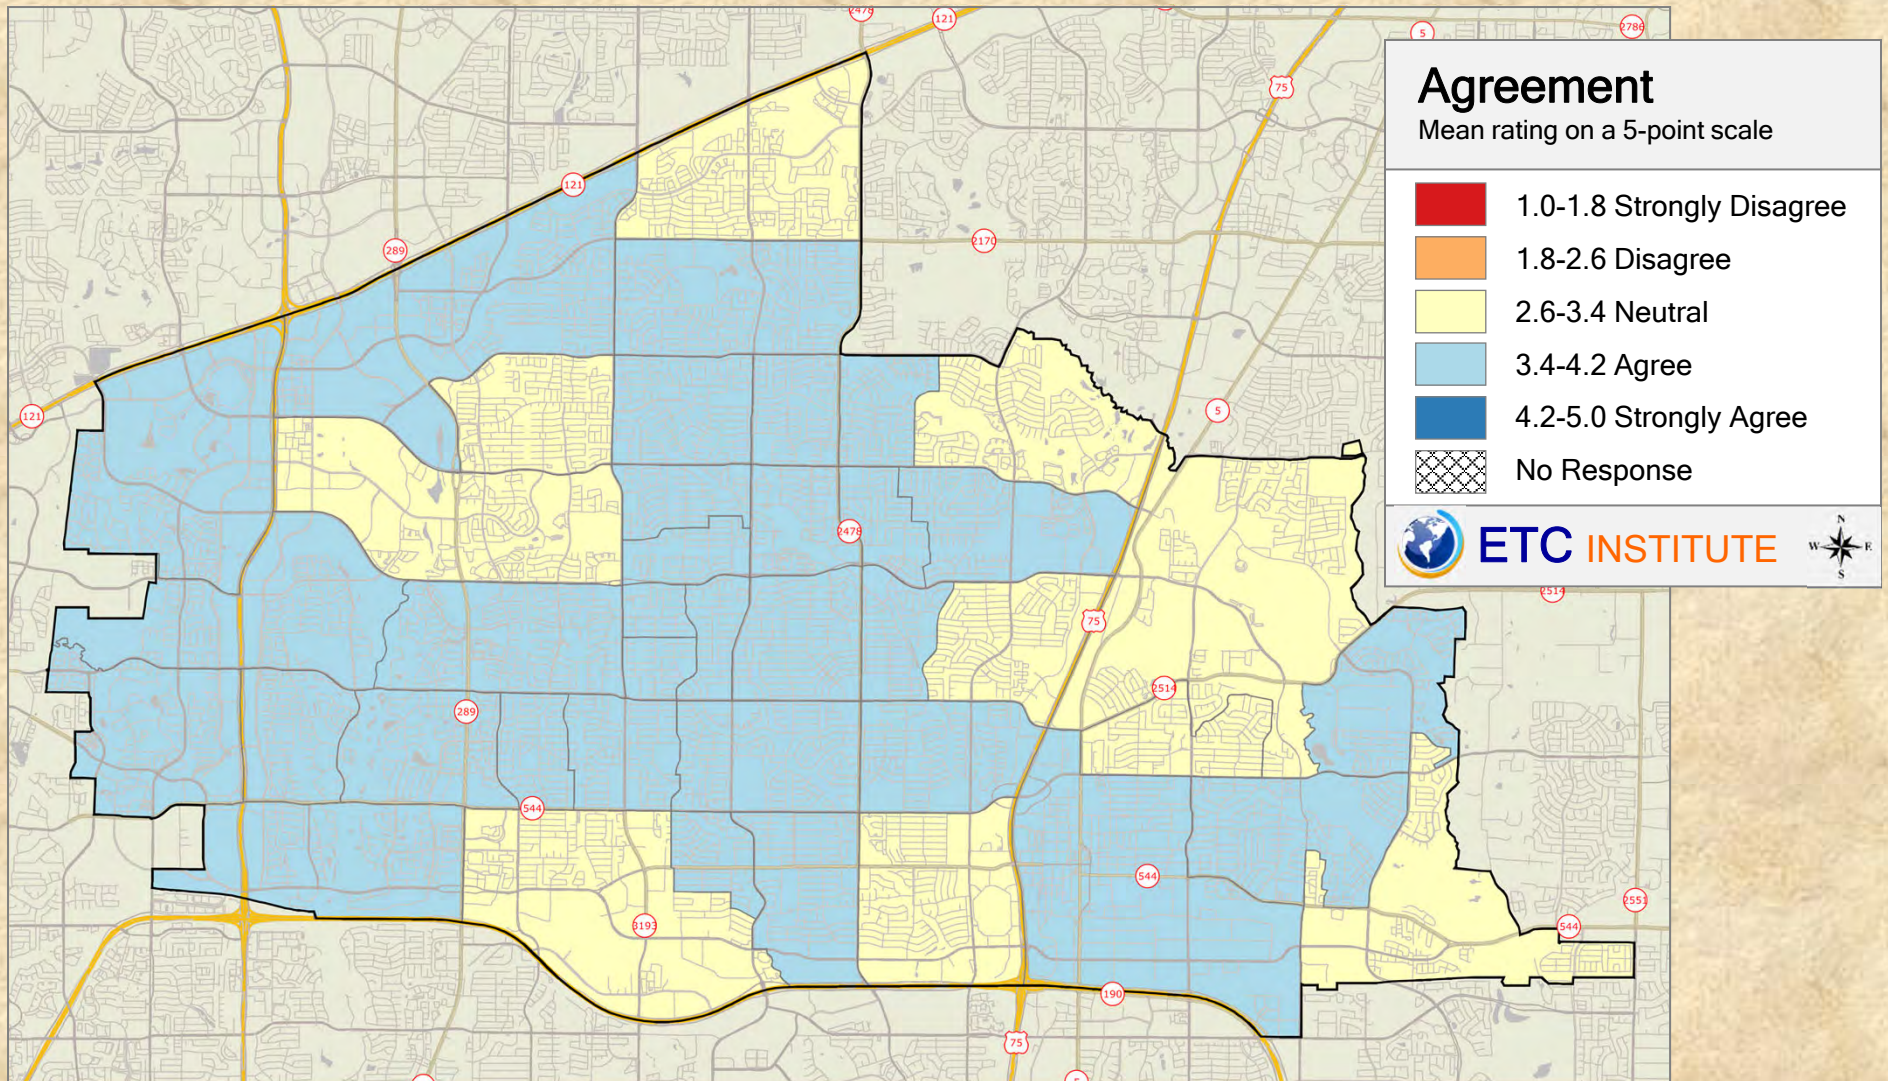 2478
121
5
2786
75
Agreement
Mean rating on a 5-point scale
121
1.0-1.8 Strongly Disagree
289
2170
1.8-2.6 Disagree
2.6-3.4 Neutral
3.4-4.2 Agree
121
5
4.2-5.0 Strongly Agree
No Response
2478
ETC INSTITUTE
N
W E
S
2514
75
2514
289
544
544
2551
3193
544
190
75